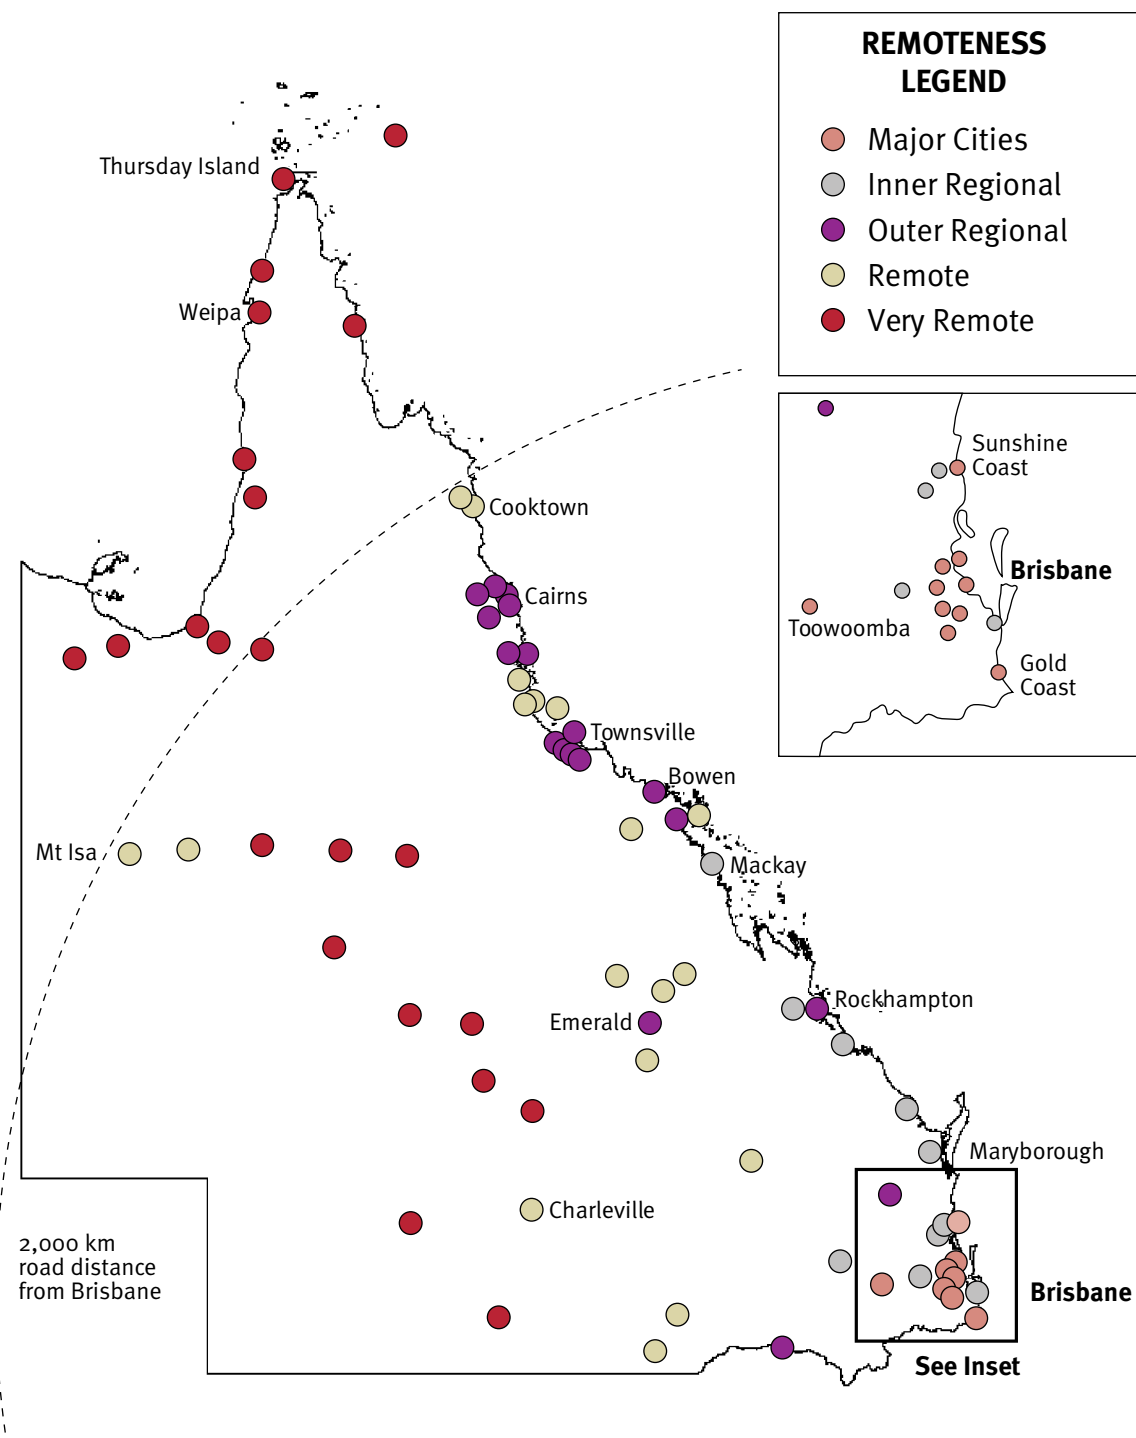 REMOTENESS
LEGEND
Major Cities
Inner Regional
Outer Regional
Remote
Very Remote
Thursday Island
Weipa
Cooktown
Cairns
Townsville
Bowen
Mt Isa
Mackay
Rockhampton
Emerald
Maryborough
Charleville
2,000 km
road distance
from Brisbane
Brisbane
See Inset
Sunshine
Coast
Brisbane
Toowoomba
Gold
Coast